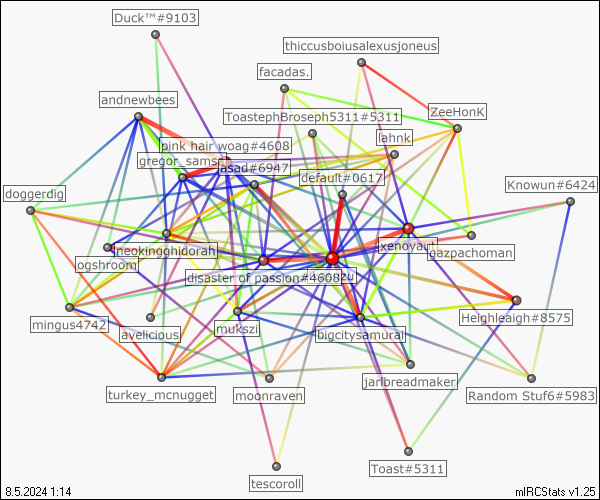 Duck™#9103
thiccusboiusalexusjoneus
facadas.
andnewbees
ToastephBroseph5311#5311
ZeeHonK
lahnk
pink hair woag#4608
gregor_samsa
asad#6947
default#0617
Knowun#6424
doggerdig
xenoyaut
neokingghidorah
gazpachoman
ogshroom
disaster of passion#4608
Heighleaigh#8575
mingus4742
avelicious
mukszi
bigcitysamurai
turkey_mcnugget
moonraven
jarlbreadmaker
Random Stuf6#5983
tescoroll
Toast#5311
8.5.2024 1:14
mIRCStats v1.25